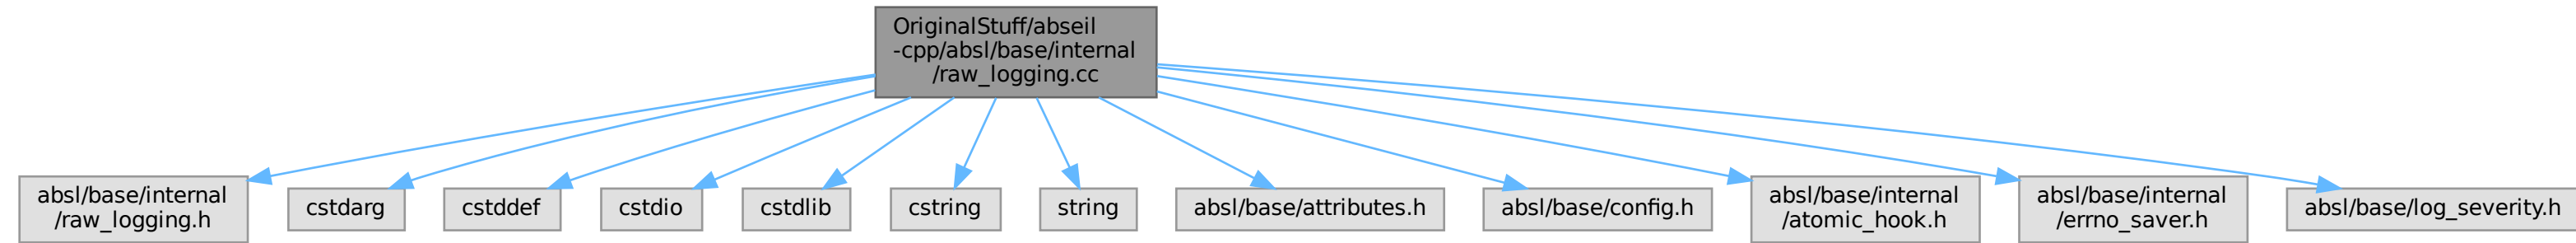 OriginalStuff/abseil
-cpp/absl/base/internal
/raw_logging.cc
absl/base/internal
/raw_logging.h
cstdarg
cstddef
cstdio
cstdlib
cstring
string
absl/base/attributes.h
absl/base/config.h
absl/base/internal
/atomic_hook.h
absl/base/internal
/errno_saver.h
absl/base/log_severity.h